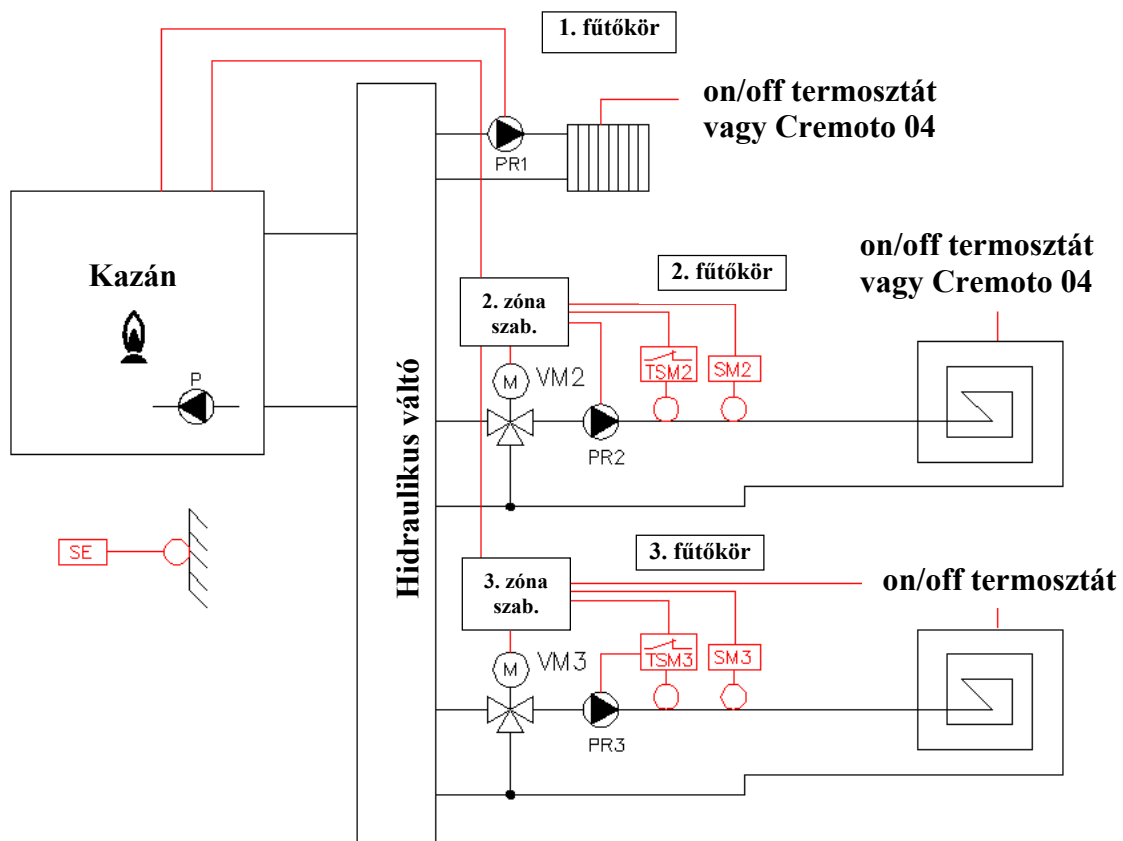 1. fűtőkör
on/off termosztát
vagy Cremoto 04
PR1
Kazán
P
Hidraulikus váltó
on/off termosztát
vagy Cremoto 04
2. fűtőkör
2. zóna
szab.
TSM2
SM2
M
VM2
PR2
SE
3. fűtőkör
3. zóna
szab.
on/off termosztát
TSM3
SM3
M
VM3
PR3